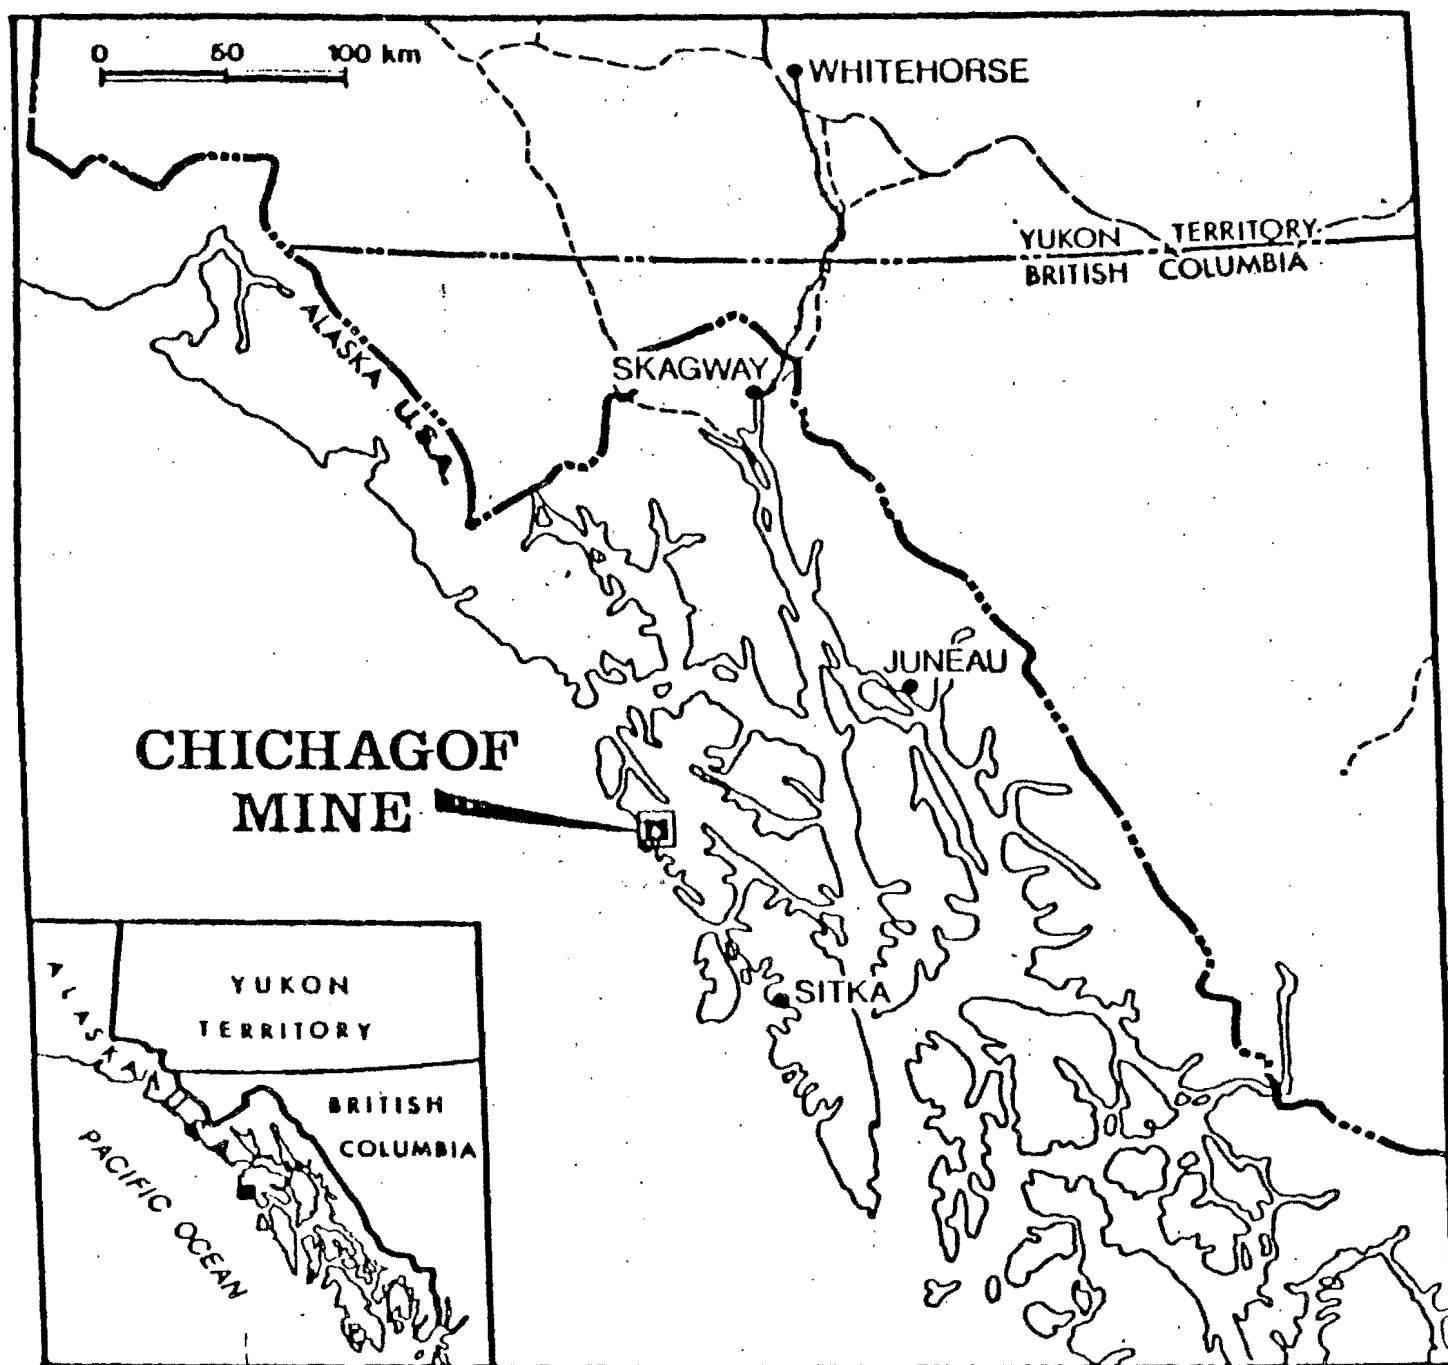 0 50 100 km
WHITEHORSE
YUKON TERRITORY
BRITISH COLUMBIA
ALASKA
U.S.A.
SKAGWAY
JUNEAU
CHICHAGOF
MINE
SITKA
ALASKA
YUKON
TERRITORY
BRITISH
COLUMBIA
PACIFIC OCEAN